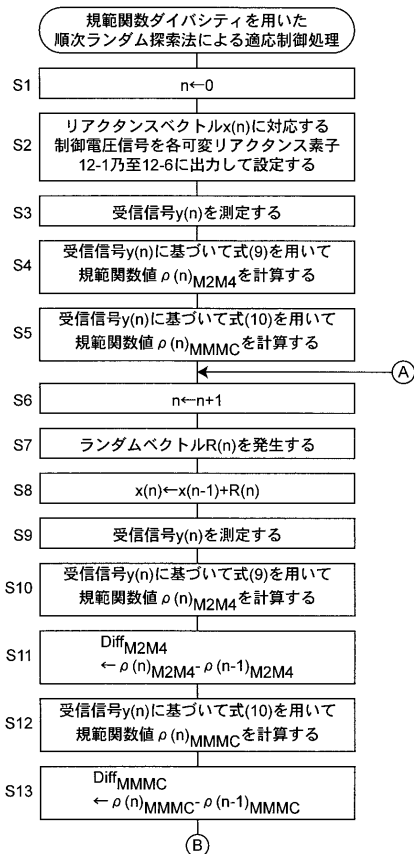 規範関数ダイバシティを用いた
順次ランダム探索法による適応制御処理
S1
n←0
S2
リアクタンスベクトルx(n)に対応する
制御電圧信号を各可変リアクタンス素子
12-1乃至12-6に出力して設定する
S3
受信信号y(n)を測定する
S4
受信信号y(n)に基づいて式(9)を用いて
規範関数値ρ(n)M2M4を計算する
S5
受信信号y(n)に基づいて式(10)を用いて
規範関数値ρ(n)MMMCを計算する
A
S6
n←n+1
S7
ランダムベクトルR(n)を発生する
S8
x(n)←x(n-1)+R(n)
S9
受信信号y(n)を測定する
S10
受信信号y(n)に基づいて式(9)を用いて
規範関数値ρ(n)M2M4を計算する
S11
DiffM2M4
←ρ(n)M2M4-ρ(n-1)M2M4
S12
受信信号y(n)に基づいて式(10)を用いて
規範関数値ρ(n)MMMCを計算する
S13
DiffMMMC
←ρ(n)MMMC-ρ(n-1)MMMC
B